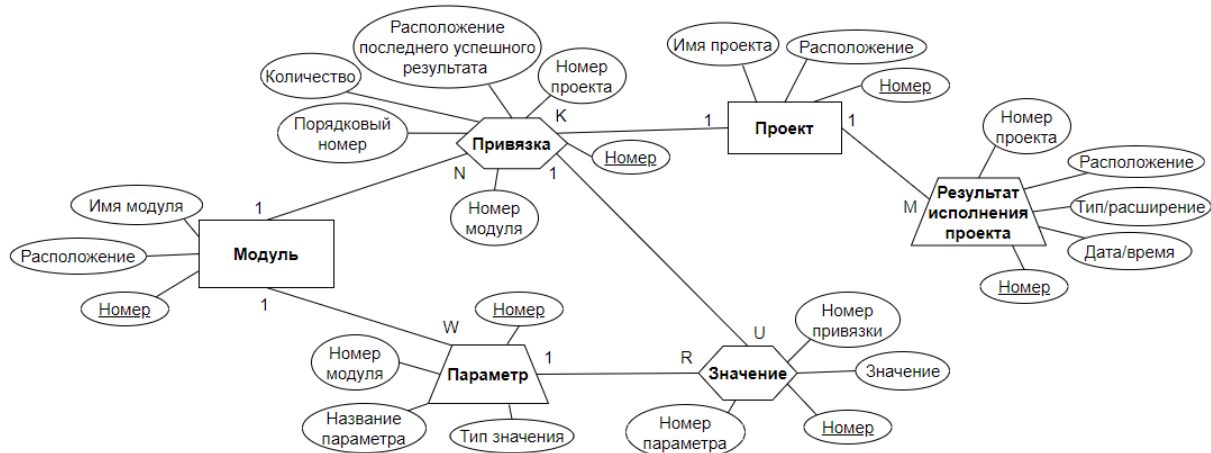 Расположение
последнего успешного
результата
Имя проекта
Расположение
Количество
Номер
проекта
Номер
Порядковый
номер
K
Привязка
1
Проект
1
Номер
проекта
Номер
N
1
Номер
модуля
Расположение
Имя модуля
1
M
Результат
исполнения
проекта
Тип/расширение
Расположение
Модуль
Дата/время
Номер
1
Номер
Номер
W
U
Номер
привязки
Номер
модуля
Параметр
1
R
Значение
Значение
Название
параметра
Тип значения
Номер
параметра
Номер